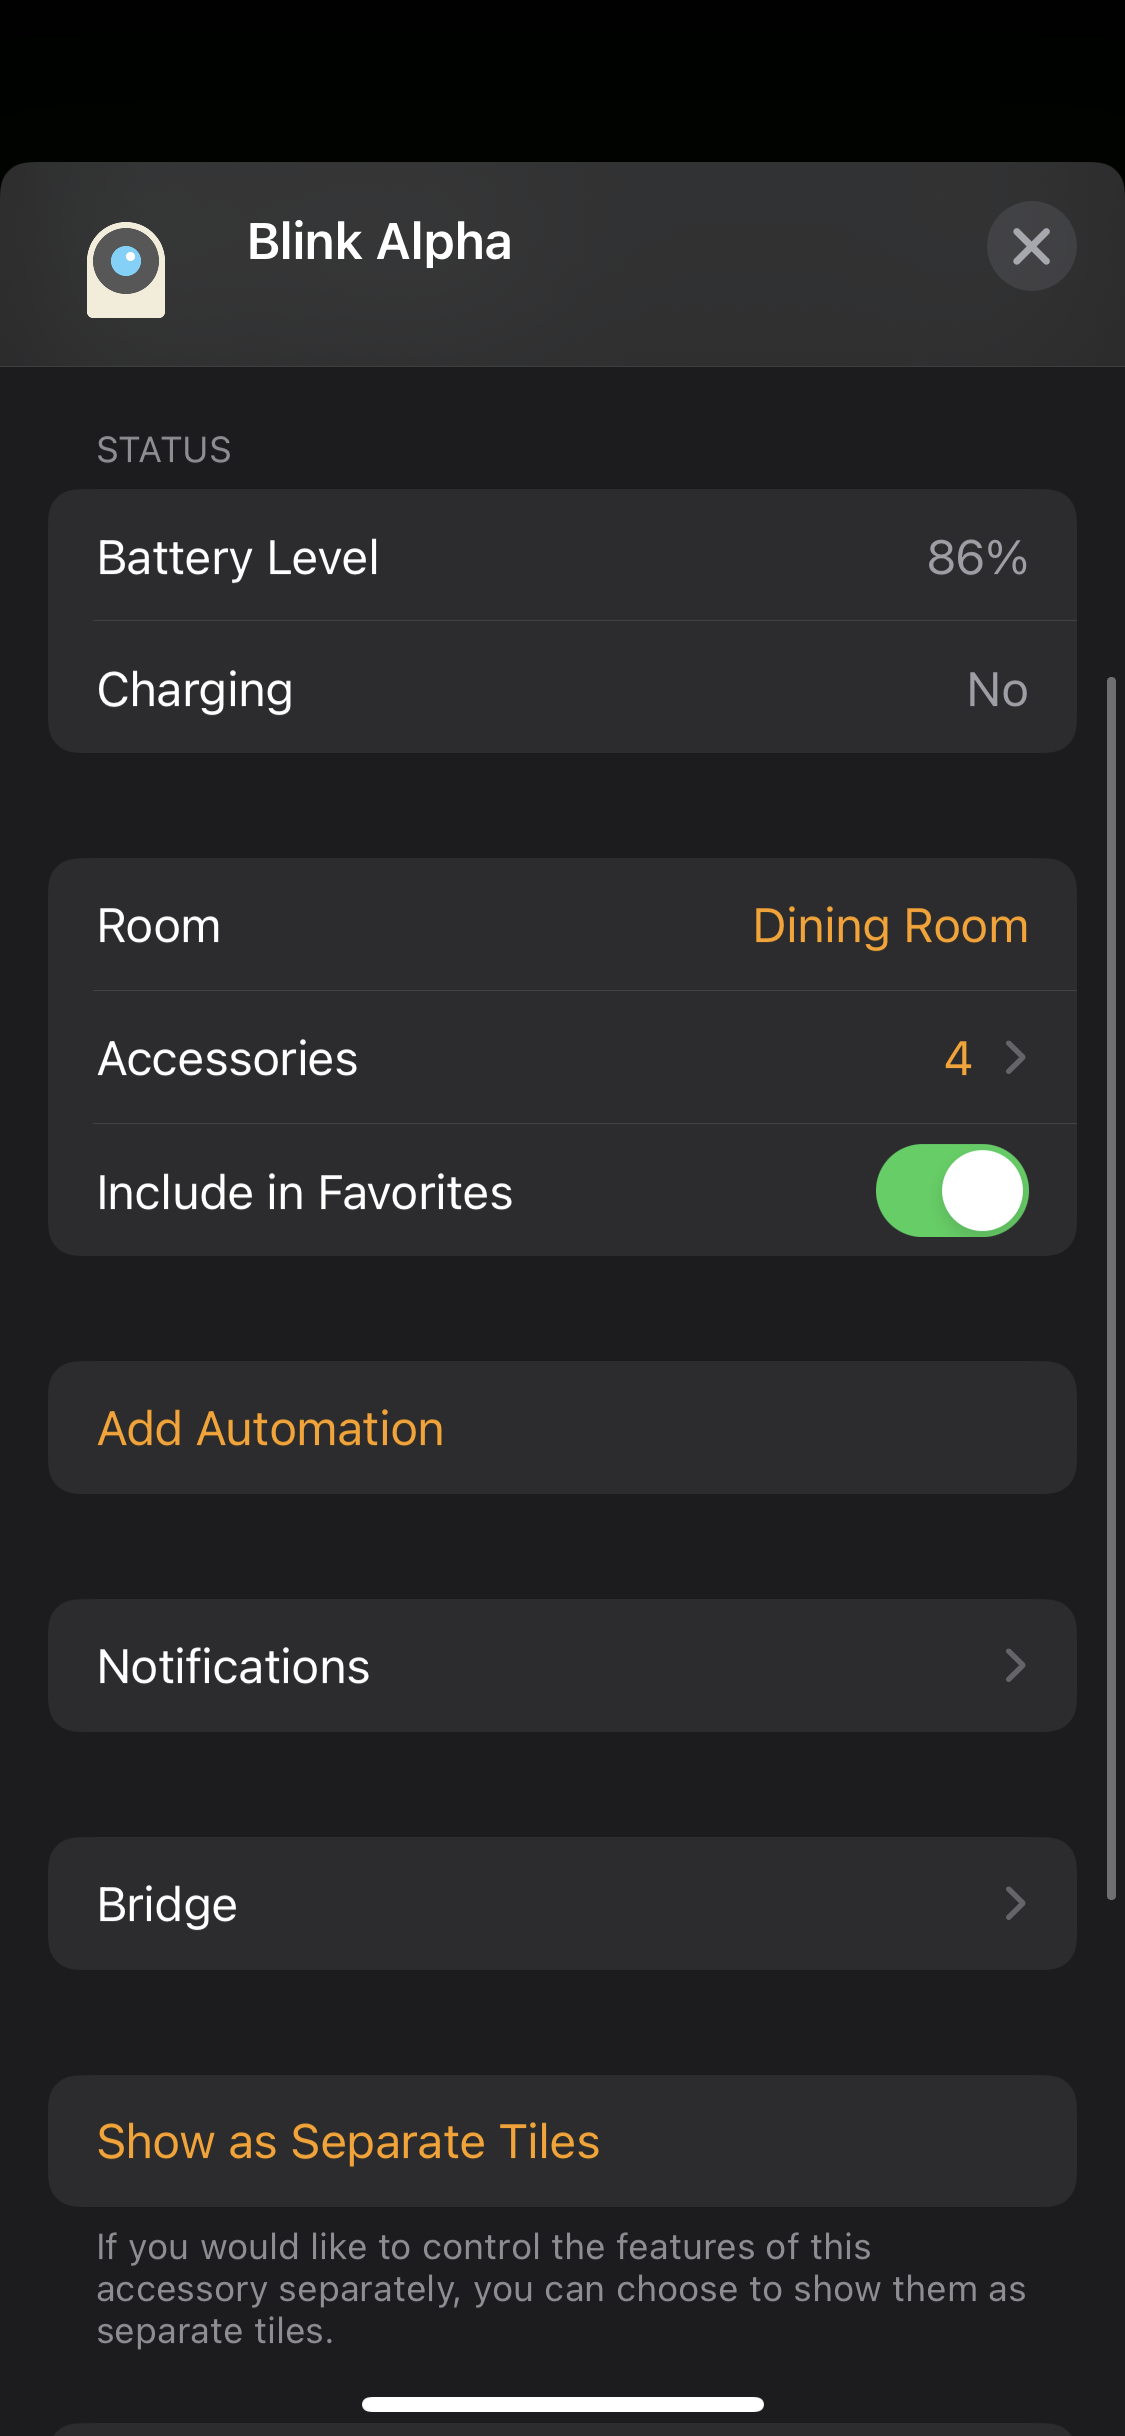 Blink Alpha
STATUS
Battery Level 86%
Charging No
Room Dining Room
Accessories 4
Include in Favorites
Add Automation
Notifications
Bridge
Show as Separate Tiles
If you would like to control the features of this
accessory separately, you can choose to show them as
separate tiles.